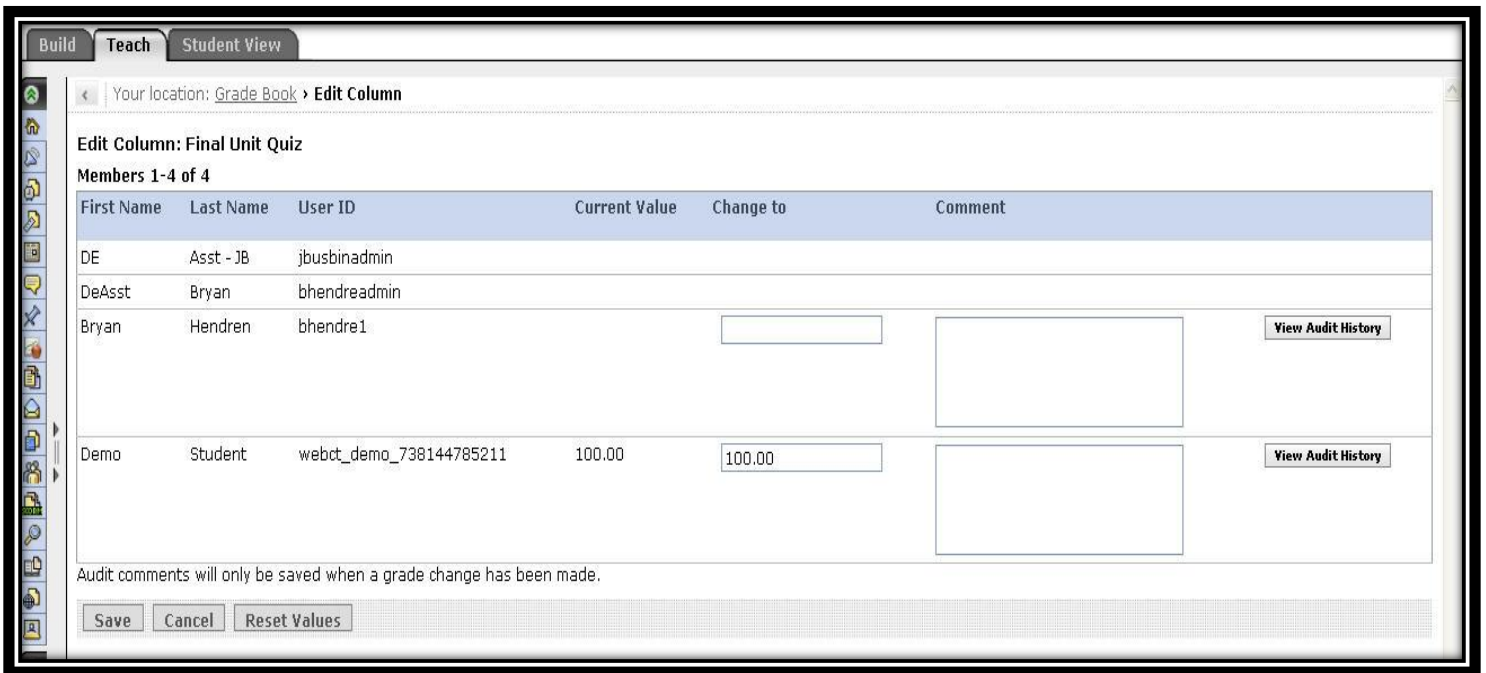 Build Teach Student View
Your location: Grade Book › Edit Column
Edit Column: Final Unit Quiz
Members 1-4 of 4
First Name Last Name User ID Current Value Change to Comment
DE Asst - JB jbusbinadmin
DeAsst Bryan bhendreadmin
Bryan Hendren bhendre1 View Audit History
Demo Student webct_demo_738144785211 100.00 100.00 View Audit History
Audit comments will only be saved when a grade change has been made.
Save Cancel Reset Values